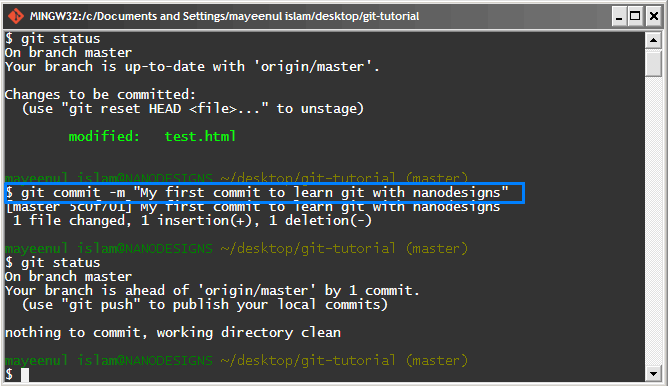 MINGW32:/c/Documents and Settings/mayeenul islam/desktop/git-tutorial
$ git status
On branch master
Your branch is up-to-date with 'origin/master'.
Changes to be committed:
(use "git reset HEAD <file>..." to unstage)
modified: test.html
mayeenul islam@NANODESIGNS ~/desktop/git-tutorial (master)
$ git commit -m "My first commit to learn git with nanodesigns"
[master 5c0f701] My first commit to learn git with nanodesigns
1 file changed, 1 insertion(+), 1 deletion(-)
mayeenul islam@NANODESIGNS ~/desktop/git-tutorial (master)
$ git status
On branch master
Your branch is ahead of 'origin/master' by 1 commit.
(use "git push" to publish your local commits)
nothing to commit, working directory clean
mayeenul islam@NANODESIGNS ~/desktop/git-tutorial (master)
$